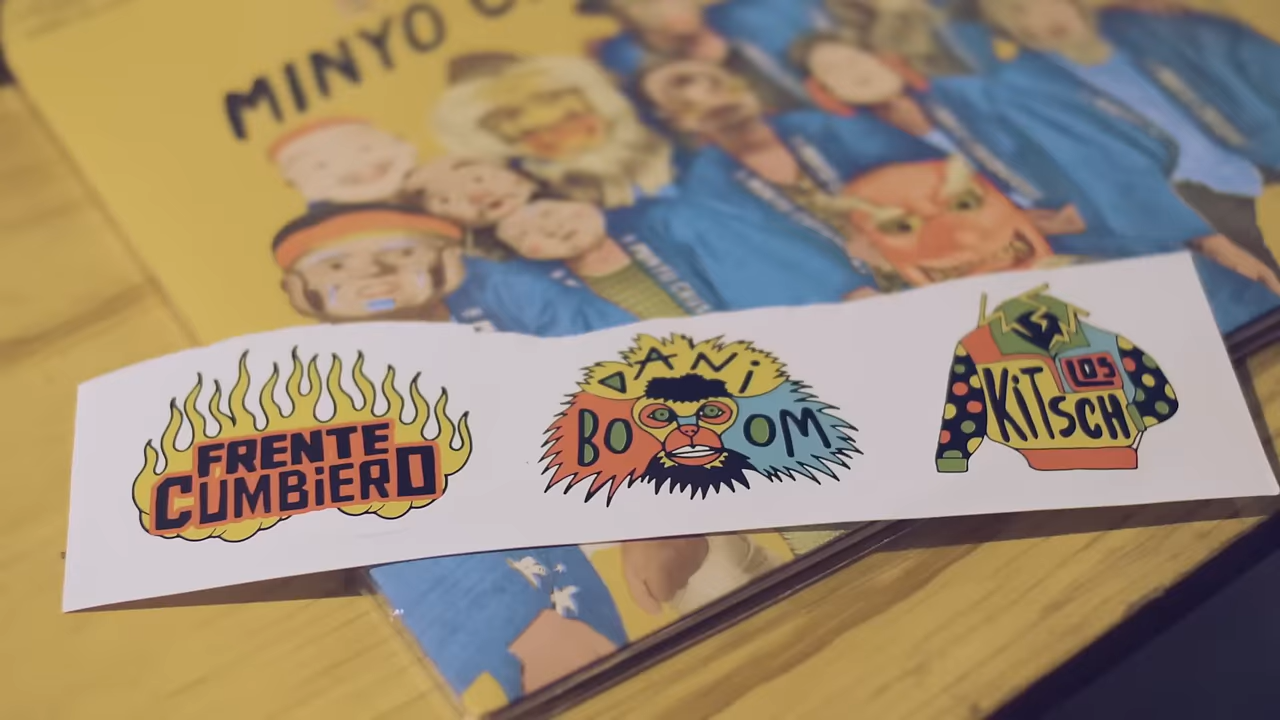 MINYO C
FRENTE
CUMBiERO
DANi
BO OM
LOS
KiTSCH